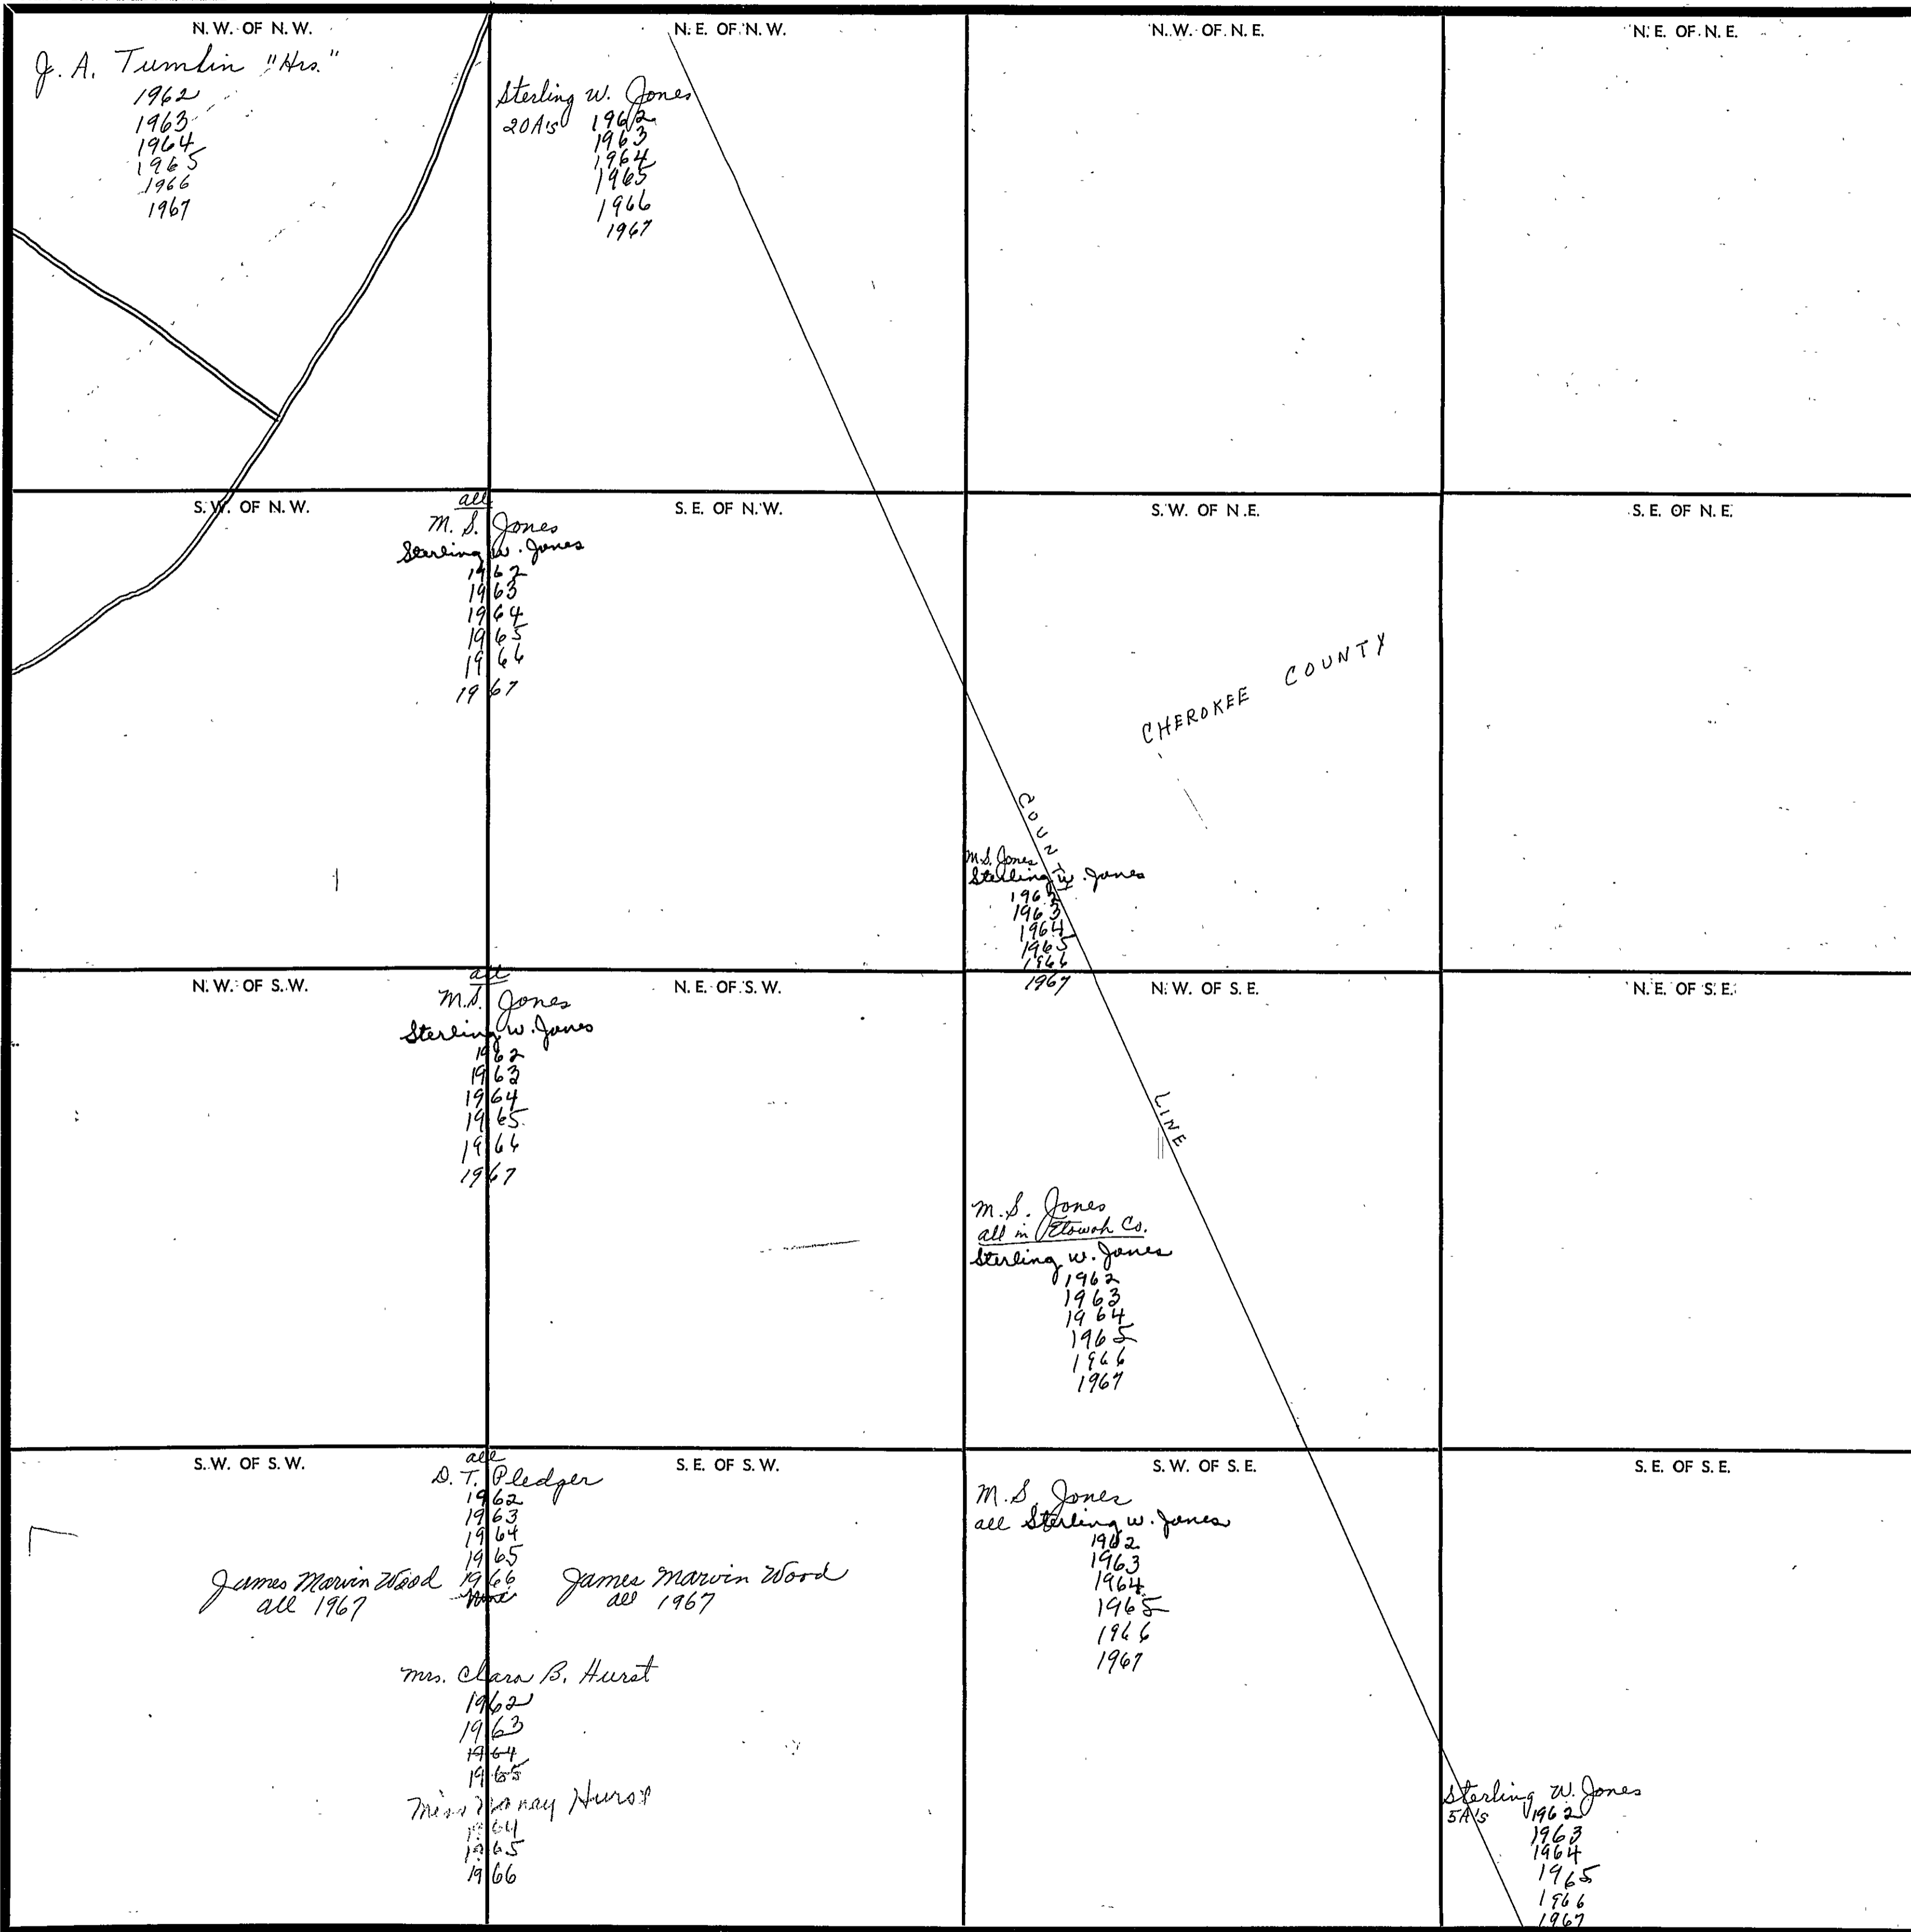 N. W. OF N. W.
J. A. Tumlin "Hrs."
1962
1963
1964
1965
1966
1967
N. E. OF N. W.
Sterling W. Jones
20A's 1962
1963
1964
1965
1966
1967
N. W. OF N. E.
N. E. OF N. E.
S. W. OF N. W.
all
M. S. Jones
Sterling W. Jones
1962
1963
1964
1965
1966
1967
S. E. OF N. W.
S. W. OF N. E.
CHEROKEE COUNTY
COUNTY
M. S. Jones
Sterling W. Jones
1962
1963
1964
1965
1966
1967
S. E. OF N. E.
N. W. OF S. W.
all
M. S. Jones
Sterling W. Jones
1962
1963
1964
1965
1966
1967
N. E. OF S. W.
N. W. OF S. E.
LINE
M. S. Jones
all in Etowah Co.
Sterling W. Jones
1962
1963
1964
1965
1966
1967
N. E. OF S. E.
S. W. OF S. W.
all
D. T. Pledger
1962
1963
1964
1965
1966
James Marvin Wood
all 1967
James Marvin Wood
all 1967
Mrs. Clara B. Hurst
1962
1963
1964
1965
Miss Nancy Hurst
1964
1965
1966
S. E. OF S. W.
S. W. OF S. E.
M. S. Jones
all Sterling W. Jones
1962
1963
1964
1965
1966
1967
S. E. OF S. E.
Sterling W. Jones
5A's 1962
1963
1964
1965
1966
1967